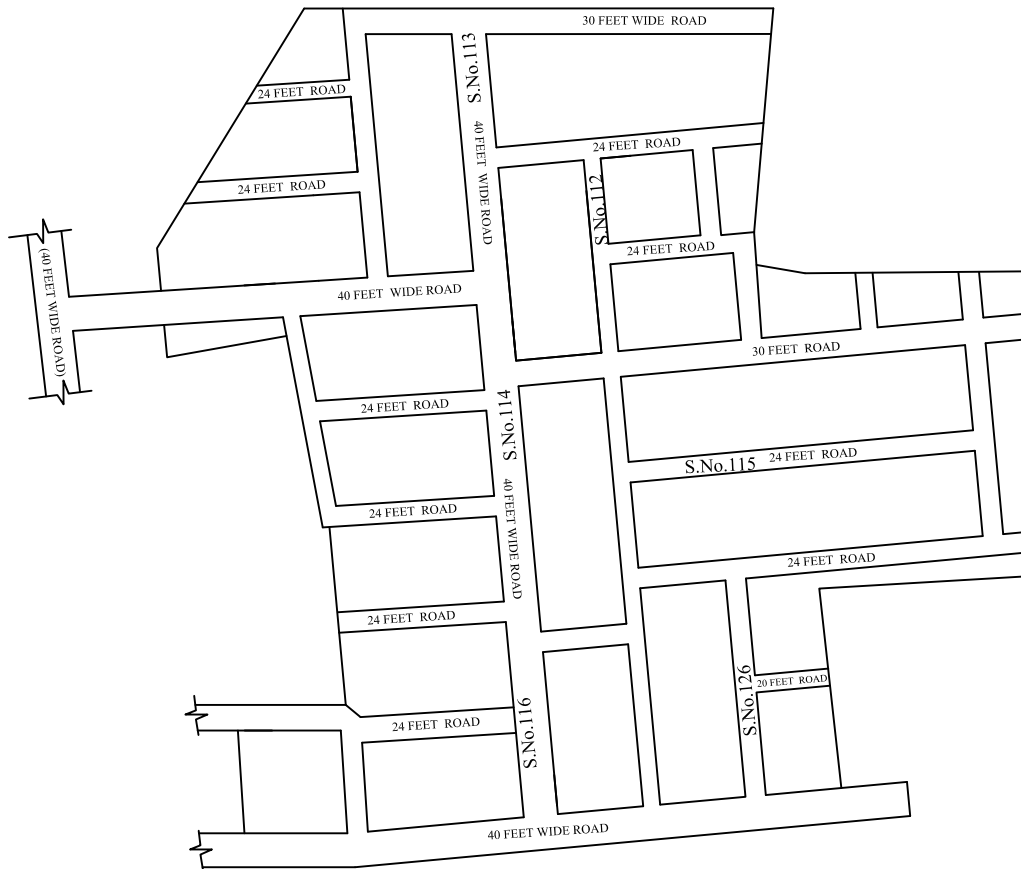 30 FEET WIDE ROAD
S.No.113
24 FEET ROAD
40 FEET WIDE ROAD
24 FEET ROAD
24 FEET ROAD
S.No.112
24 FEET ROAD
(40 FEET WIDE ROAD)
40 FEET WIDE ROAD
30 FEET ROAD
24 FEET ROAD
S.No.114
S.No.115
24 FEET ROAD
24 FEET ROAD
40 FEET WIDE ROAD
24 FEET ROAD
24 FEET ROAD
20 FEET ROAD
S.No.126
S.No.116
24 FEET ROAD
40 FEET WIDE ROAD